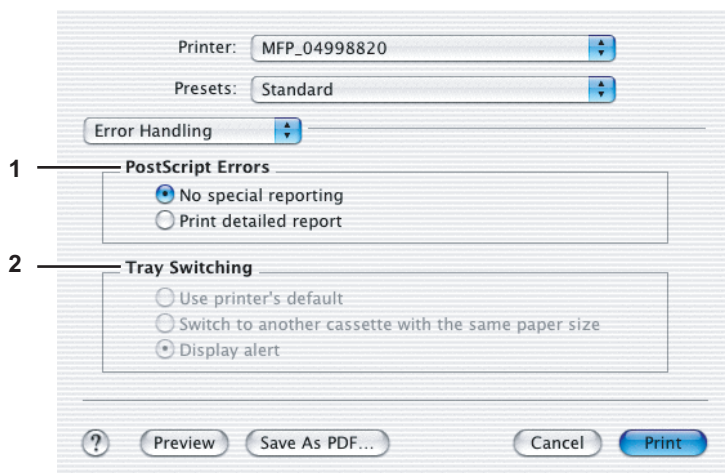 Printer: MFP_04998820
Presets: Standard
Error Handling
1 PostScript Errors
No special reporting
Print detailed report
2 Tray Switching
Use printer's default
Switch to another cassette with the same paper size
Display alert
? Preview Save As PDF... Cancel Print